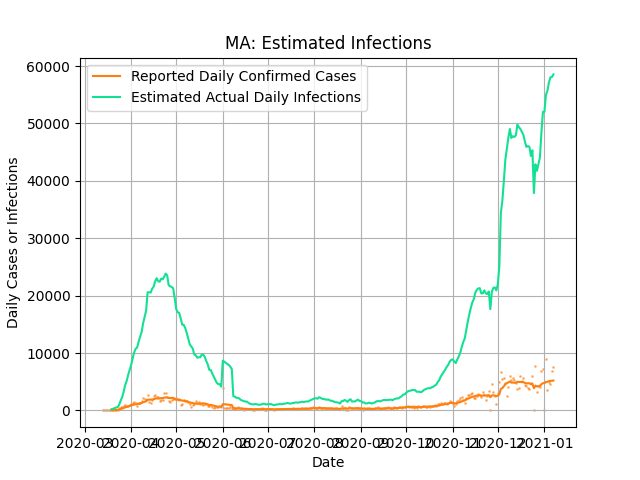 MA: Estimated Infections
Reported Daily Confirmed Cases
Estimated Actual Daily Infections
Daily Cases or Infections
60000
50000
40000
30000
20000
10000
0
2020-03 2020-04 2020-05 2020-06 2020-07 2020-08 2020-09 2020-10 2020-11 2020-12 2021-01
Date